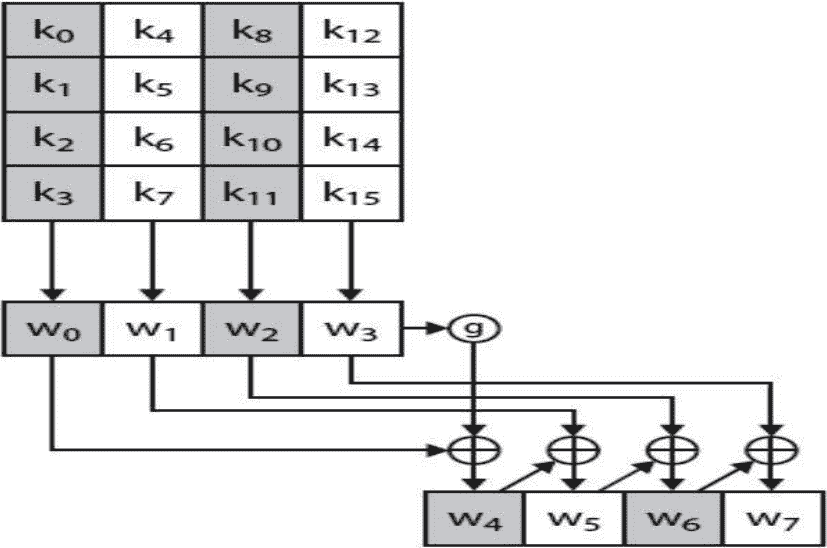 k₀ k₄ k₈ k₁₂
k₁ k₅ k₉ k₁₃
k₂ k₆ k₁₀ k₁₄
k₃ k₇ k₁₁ k₁₅
w₀ w₁ w₂ w₃ g
w₄ w₅ w₆ w₇